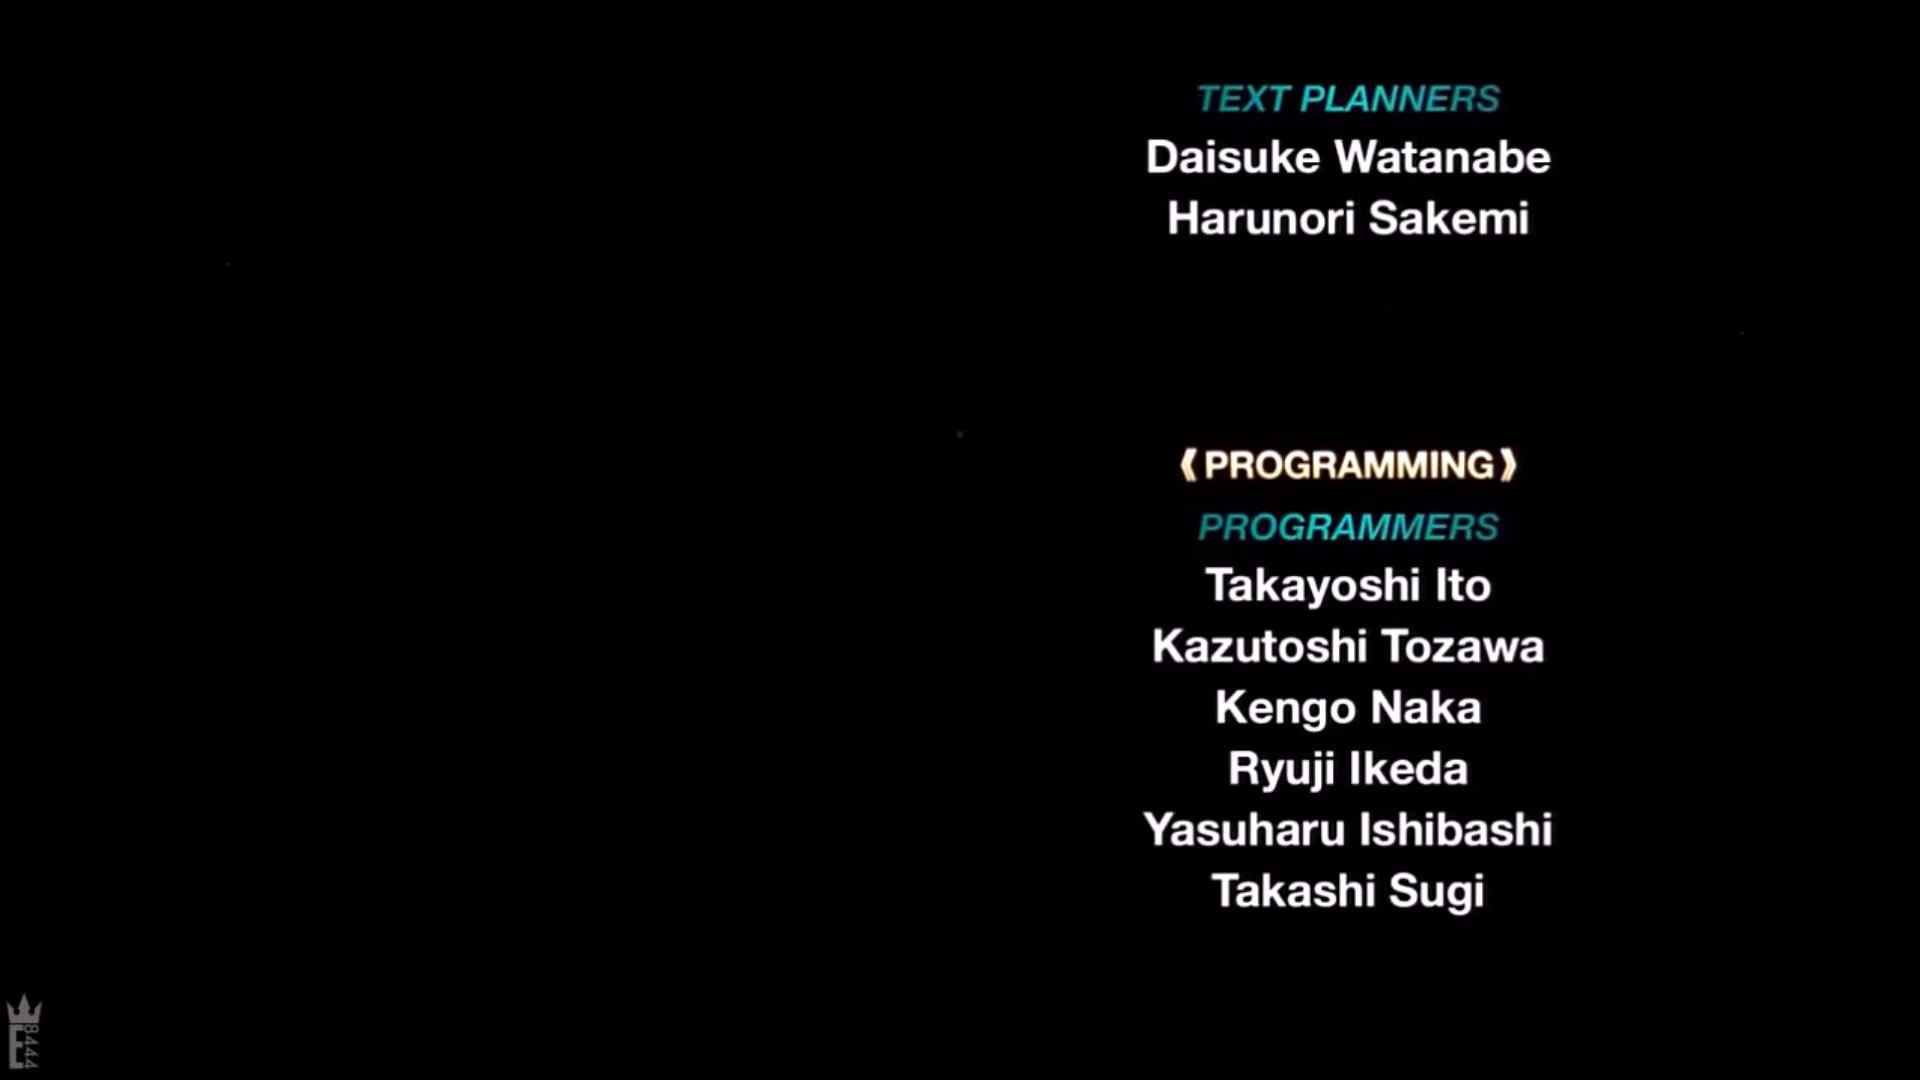 TEXT PLANNERS
Daisuke Watanabe
Harunori Sakemi
《PROGRAMMING》
PROGRAMMERS
Takayoshi Ito
Kazutoshi Tozawa
Kengo Naka
Ryuji Ikeda
Yasuharu Ishibashi
Takashi Sugi
E8444